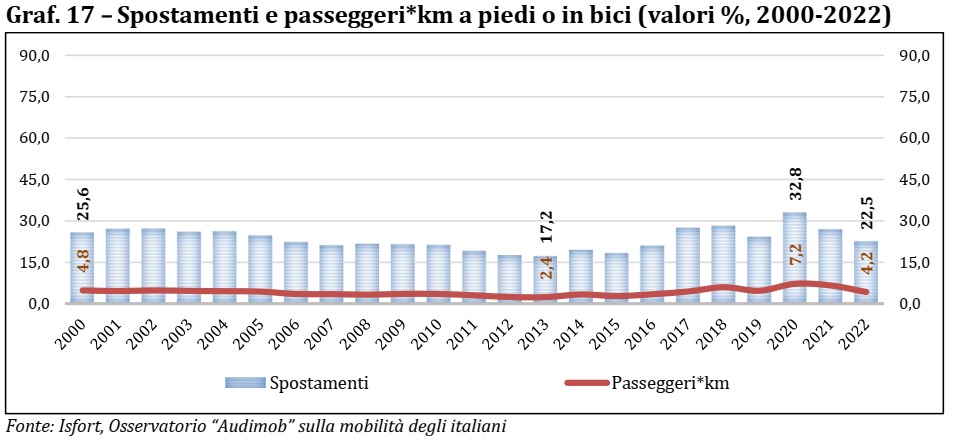 Graf. 17 – Spostamenti e passeggeri*km a piedi o in bici (valori %, 2000-2022)
90,0 90,0
75,0 75,0
60,0 60,0
45,0 45,0
30,0 30,0
15,0 15,0
0,0 0,0
25,6 17,2 32,8 22,5
4,8 2,4 7,2 4,2
2000 2001 2002 2003 2004 2005 2006 2007 2008 2009 2010 2011 2012 2013 2014 2015 2016 2017 2018 2019 2020 2021 2022
Spostamenti Passeggeri*km
Fonte: Isfort, Osservatorio “Audimob” sulla mobilità degli italiani